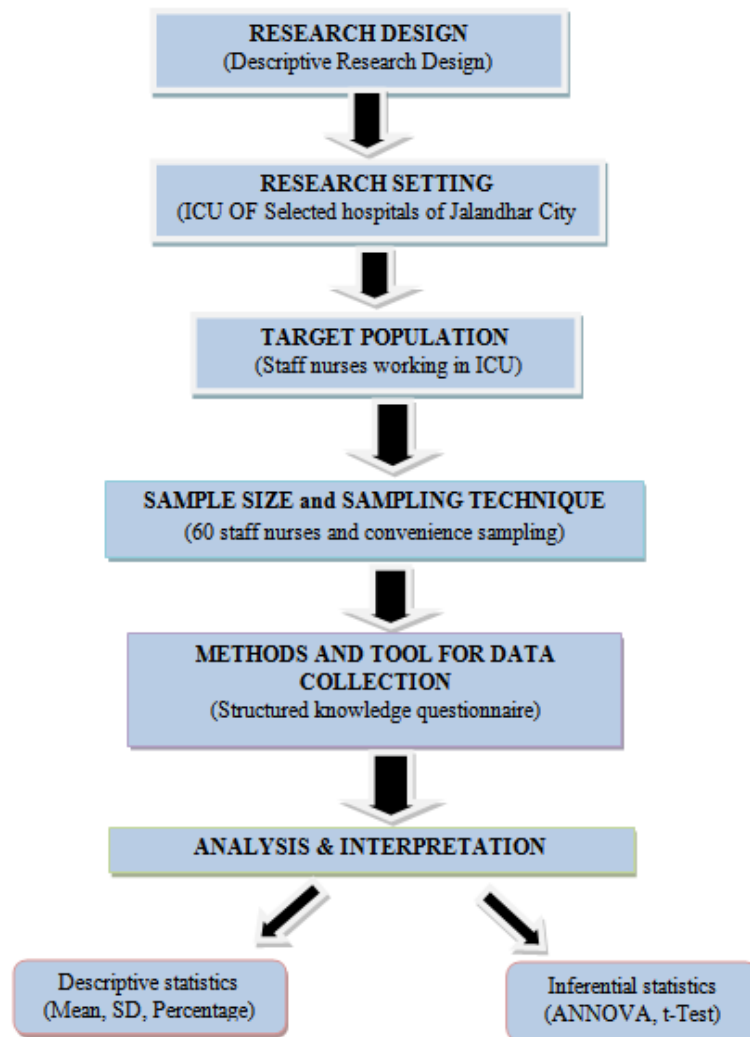 RESEARCH DESIGN
(Descriptive Research Design)
RESEARCH SETTING
(ICU OF Selected hospitals of Jalandhar City
TARGET POPULATION
(Staff nurses working in ICU)
SAMPLE SIZE and SAMPLING TECHNIQUE
(60 staff nurses and convenience sampling)
METHODS AND TOOL FOR DATA
COLLECTION
(Structured knowledge questionnaire)
ANALYSIS & INTERPRETATION
Descriptive statistics
(Mean, SD, Percentage)
Inferential statistics
(ANNOVA, t-Test)